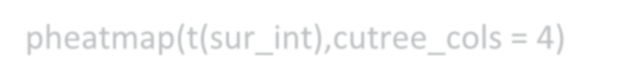 pheatmap(t(sur_int),cutree_cols = 4)